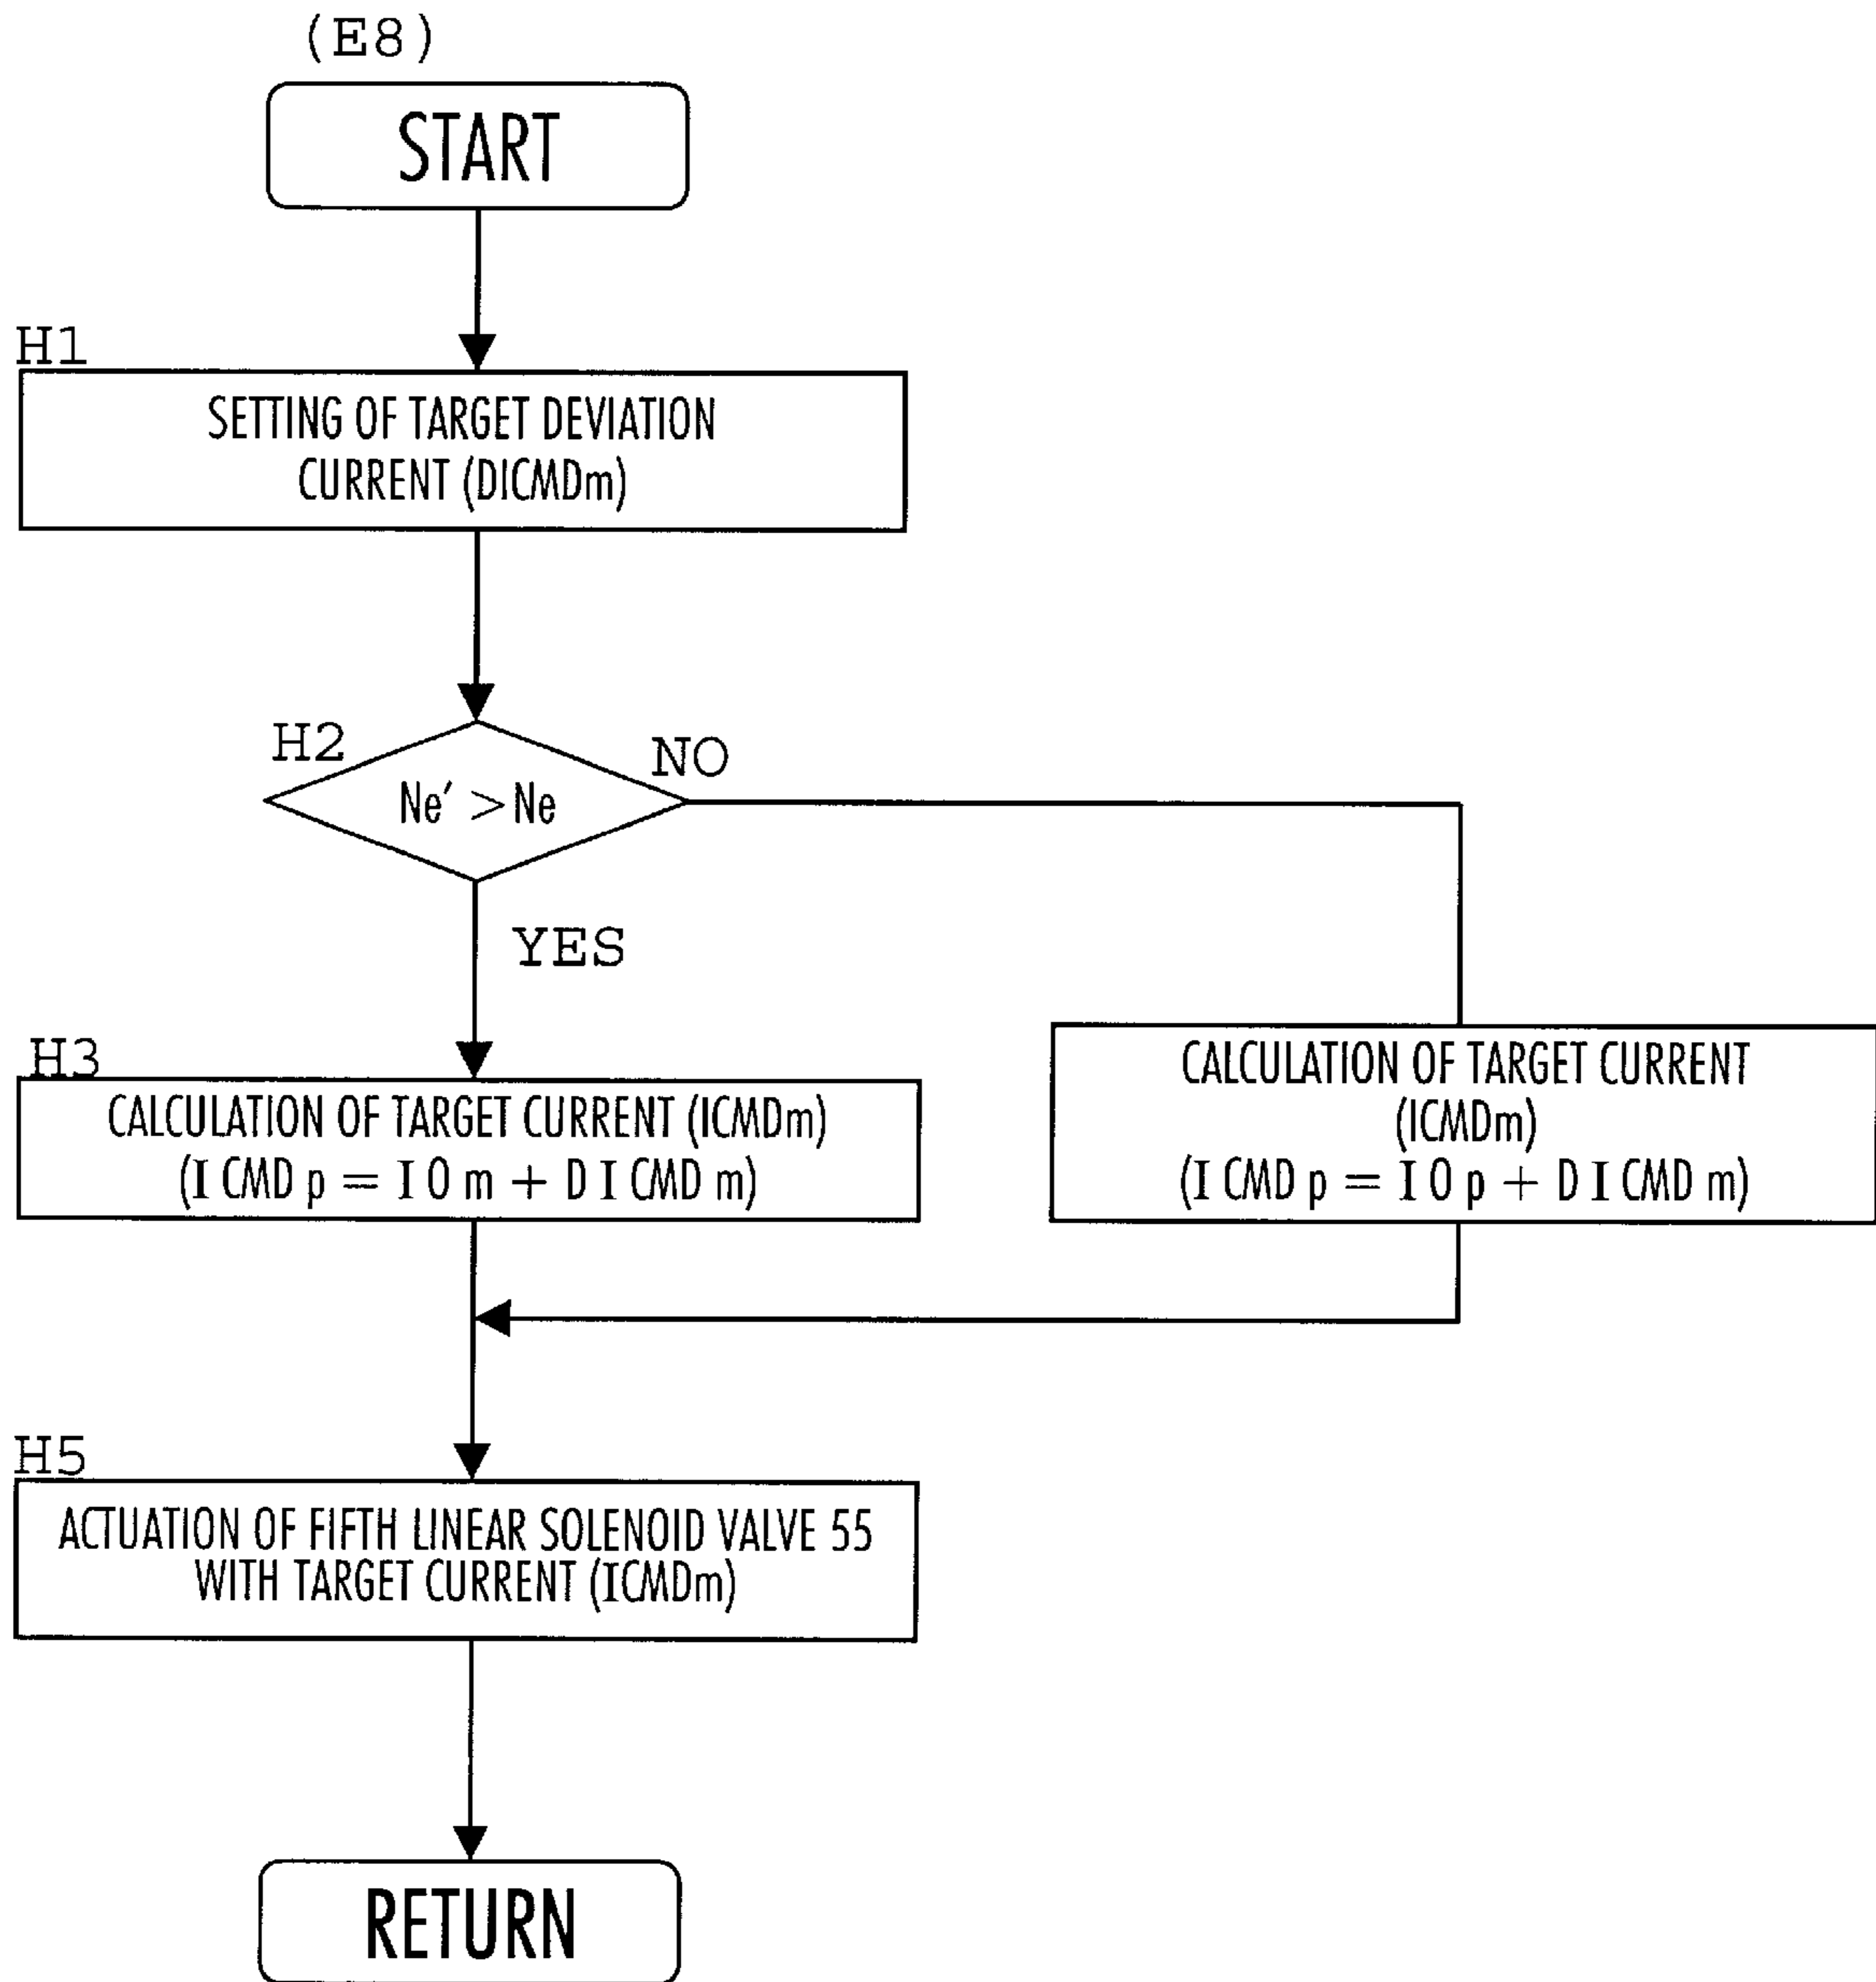 (E8)
START
H1
SETTING OF TARGET DEVIATION
CURRENT (DICMDm)
H2
Ne′ > Ne
NO
YES
H3
CALCULATION OF TARGET CURRENT (ICMDm)
(I CMD p = I 0 m + D I CMD m)
CALCULATION OF TARGET CURRENT
(ICMDm)
(I CMD p = I 0 p + D I CMD m)
H5
ACTUATION OF FIFTH LINEAR SOLENOID VALVE 55
WITH TARGET CURRENT (ICMDm)
RETURN